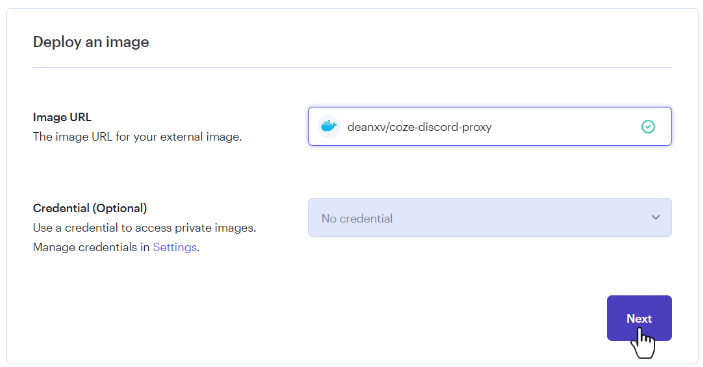 Deploy an image
Image URL
The image URL for your external image.
deanxv/coze-discord-proxy
Credential (Optional)
Use a credential to access private images.
Manage credentials in Settings.
No credential
Next